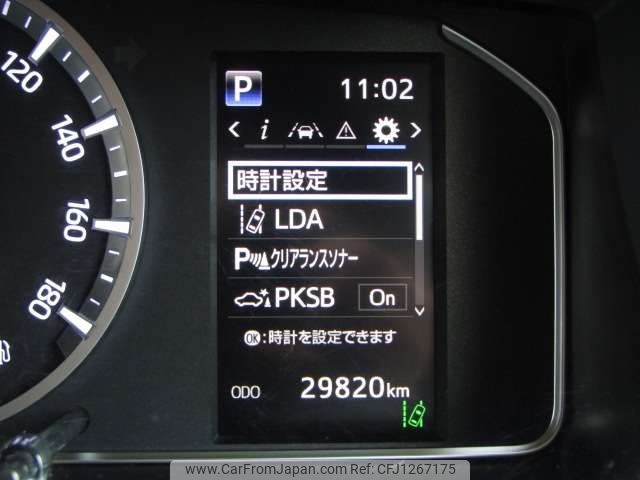 120
140
160
180
P 11:02
i
時計設定
LDA
Pクリアランスソナー
PKSB On
OK:時計を設定できます
ODO 29820km
www.CarFromJapan.com CFJ1267175